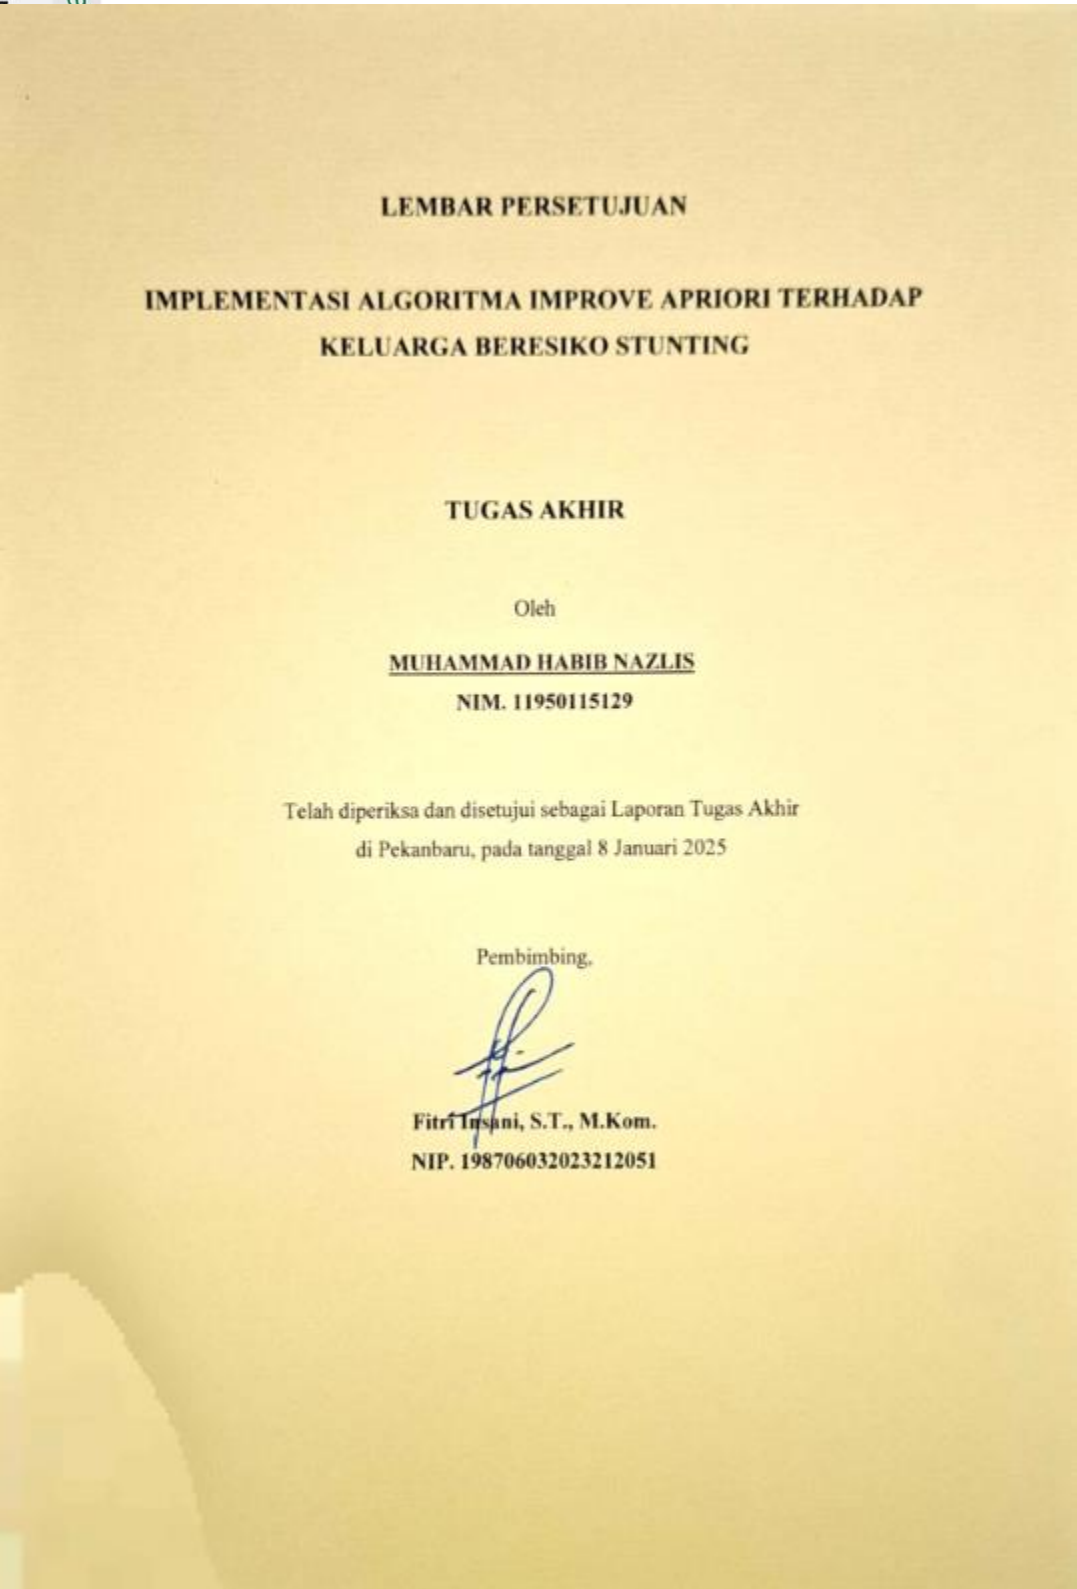 LEMBAR PERSETUJUAN
IMPLEMENTASI ALGORITMA IMPROVE APRIORI TERHADAP
KELUARGA BERESIKO STUNTING
TUGAS AKHIR
Oleh
MUHAMMAD HABIB NAZLIS
NIM. 11950115129
Telah diperiksa dan disetujui sebagai Laporan Tugas Akhir
di Pekanbaru, pada tanggal 8 Januari 2025
Pembimbing,
Fitri Insani, S.T., M.Kom.
NIP. 198706032023212051